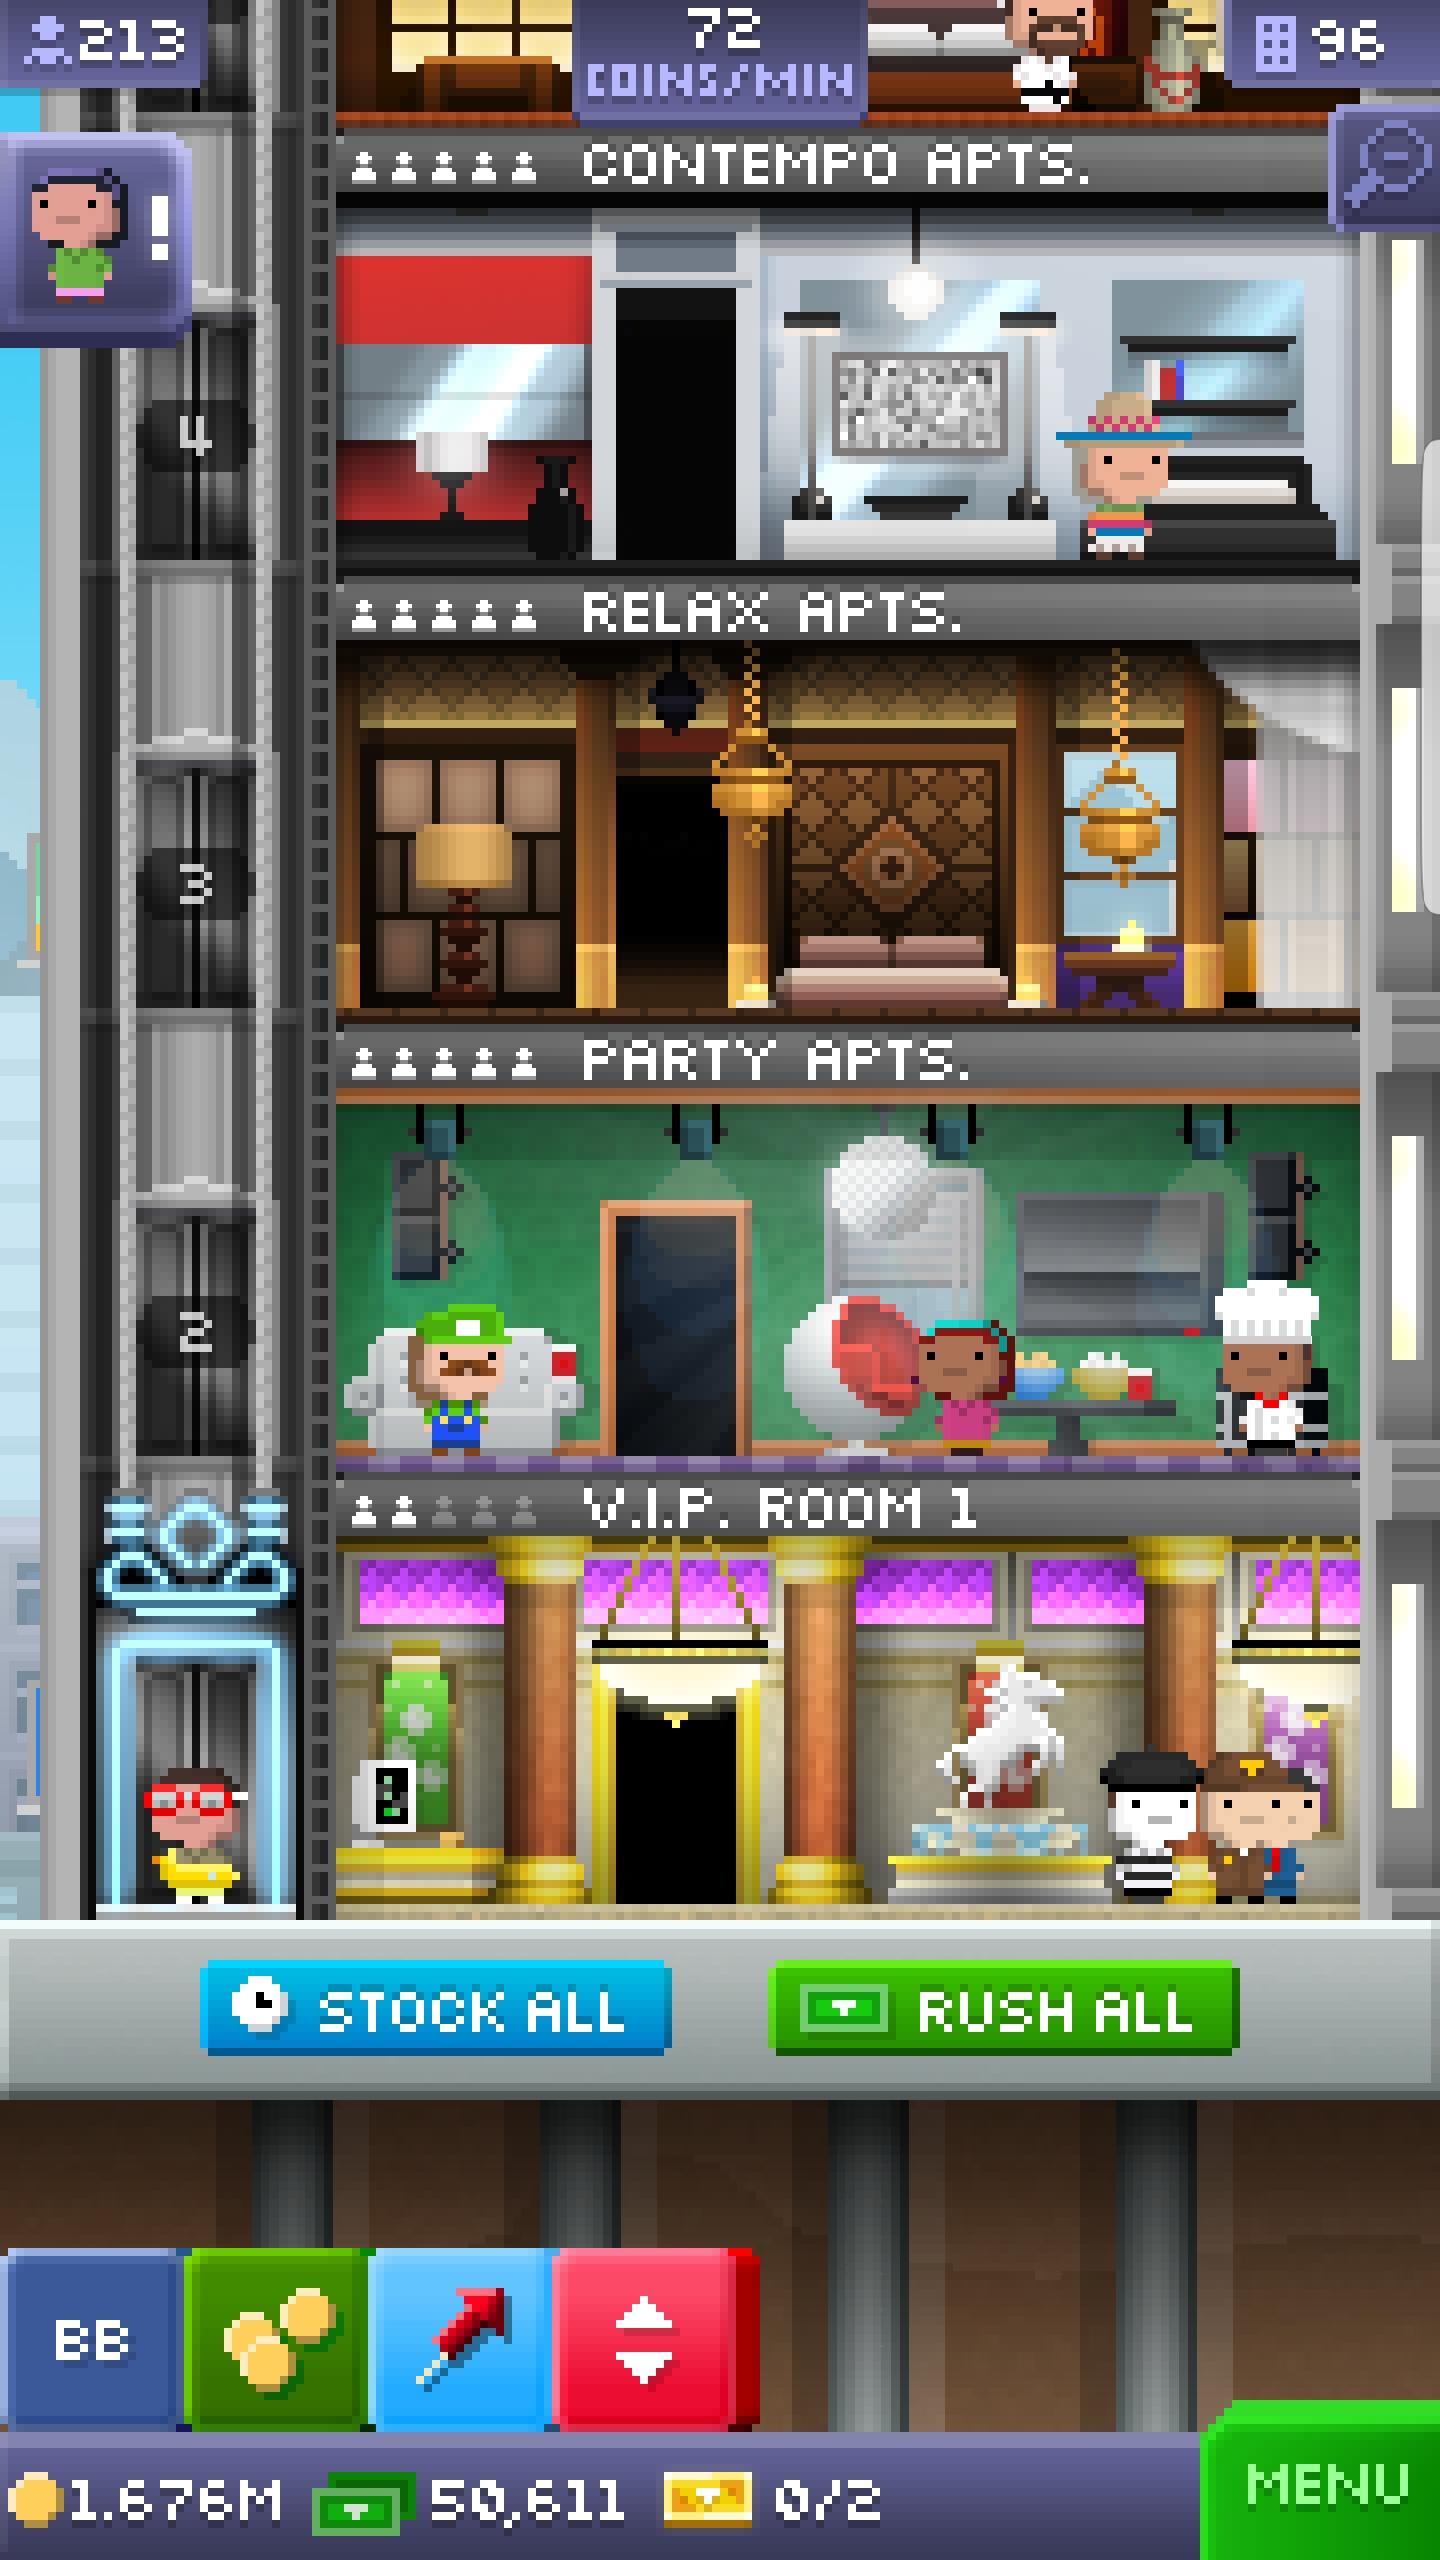 213
72
COINS/MIN
96
!
CONTEMPO APTS.
4
RELAX APTS.
3
PARTY APTS.
2
V.I.P. ROOM 1
STOCK ALL
RUSH ALL
BB
1.676M
50,611
0/2
MENU